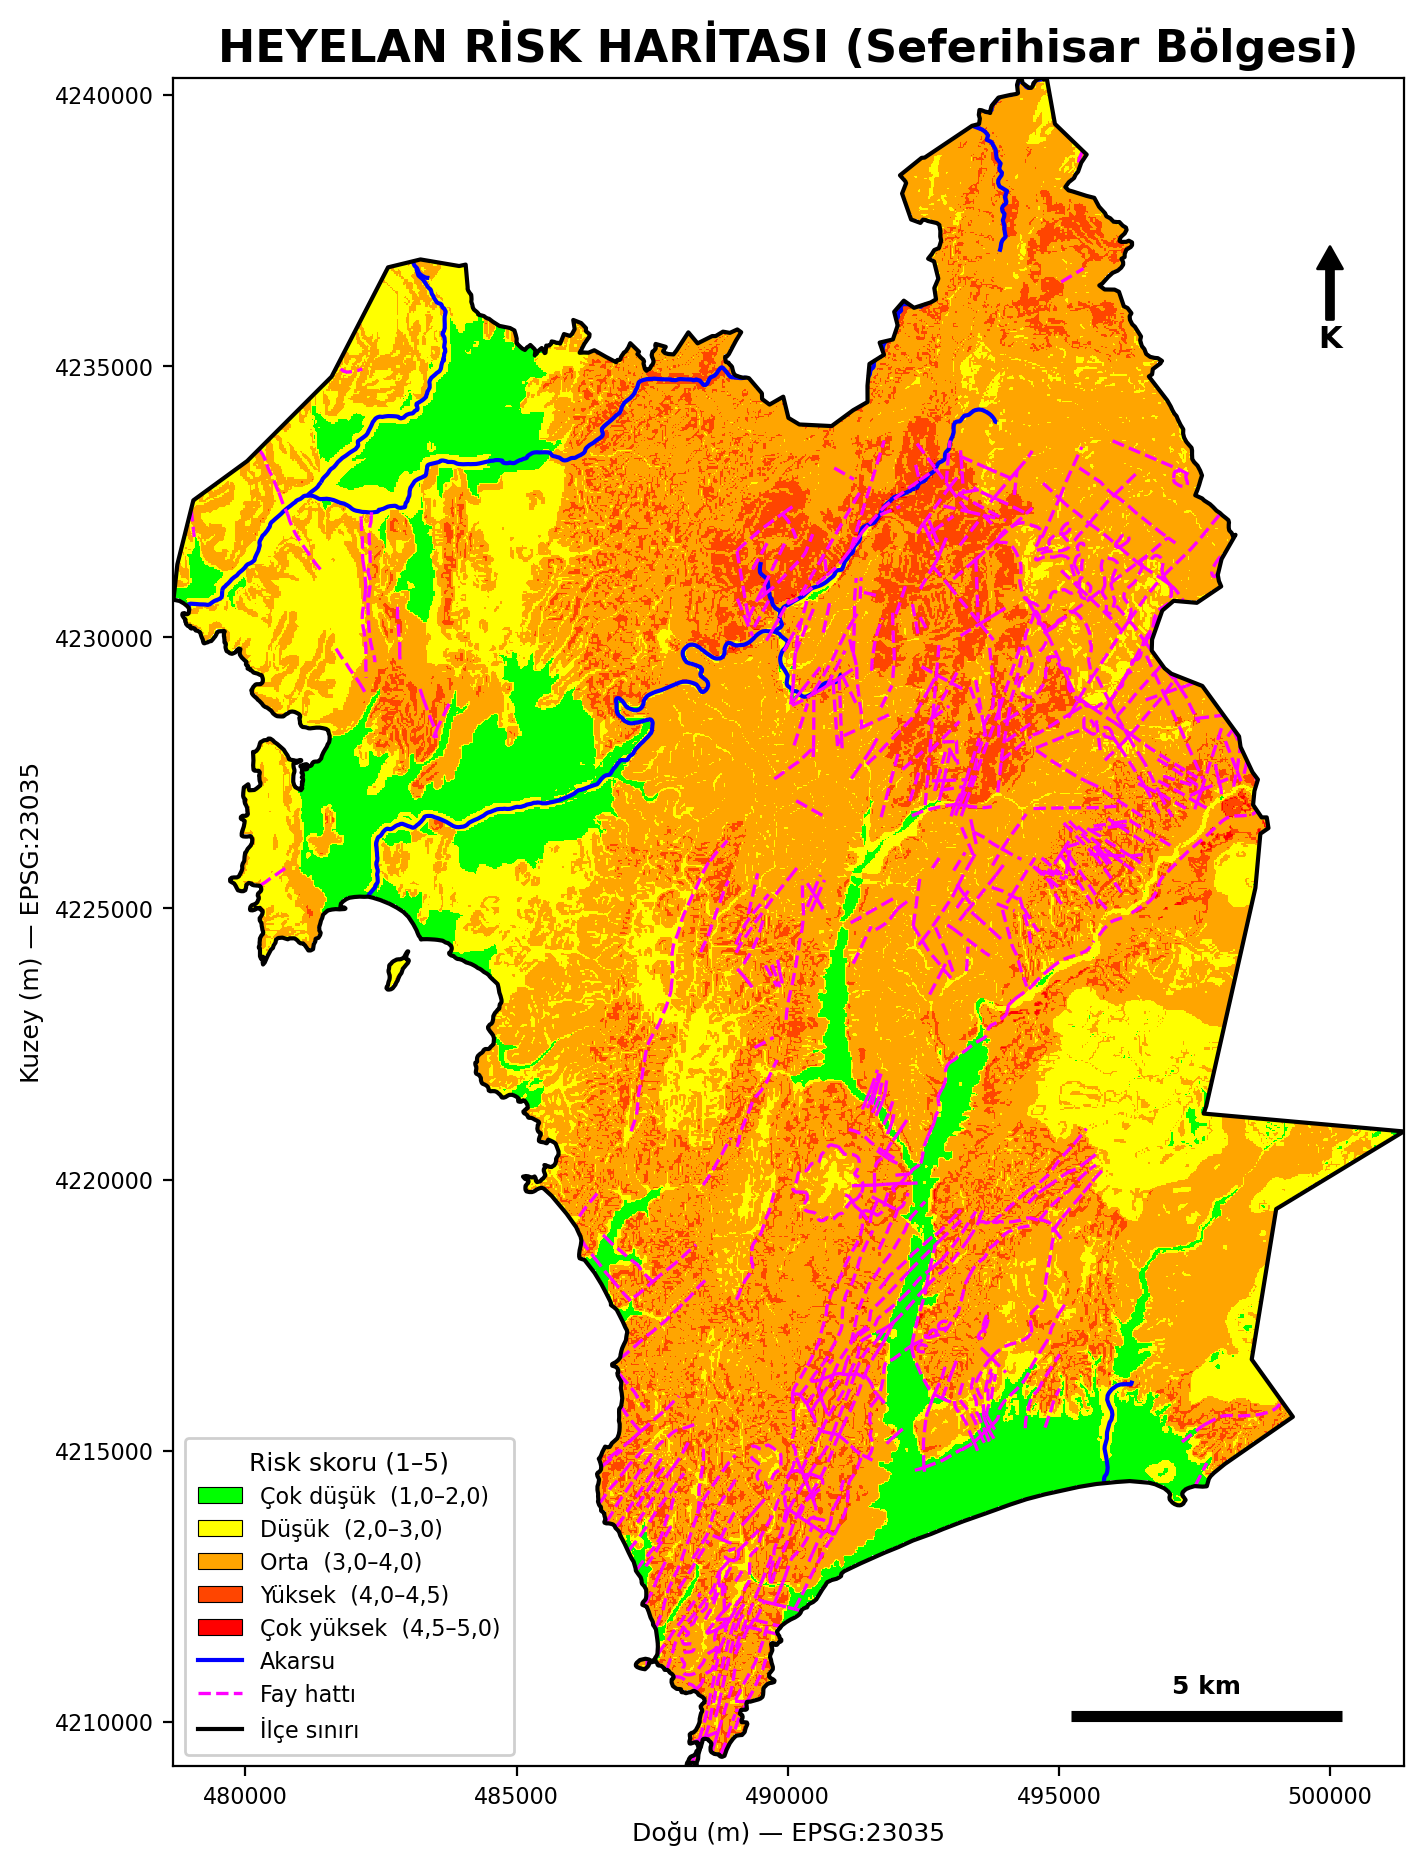 HEYELAN RİSK HARİTASI (Seferihisar Bölgesi)
4240000
4235000
4230000
4225000
4220000
4215000
4210000
Kuzey (m) — EPSG:23035
K
Risk skoru (1–5)
Çok düşük (1,0–2,0)
Düşük (2,0–3,0)
Orta (3,0–4,0)
Yüksek (4,0–4,5)
Çok yüksek (4,5–5,0)
Akarsu
Fay hattı
İlçe sınırı
5 km
480000 485000 490000 495000 500000
Doğu (m) — EPSG:23035